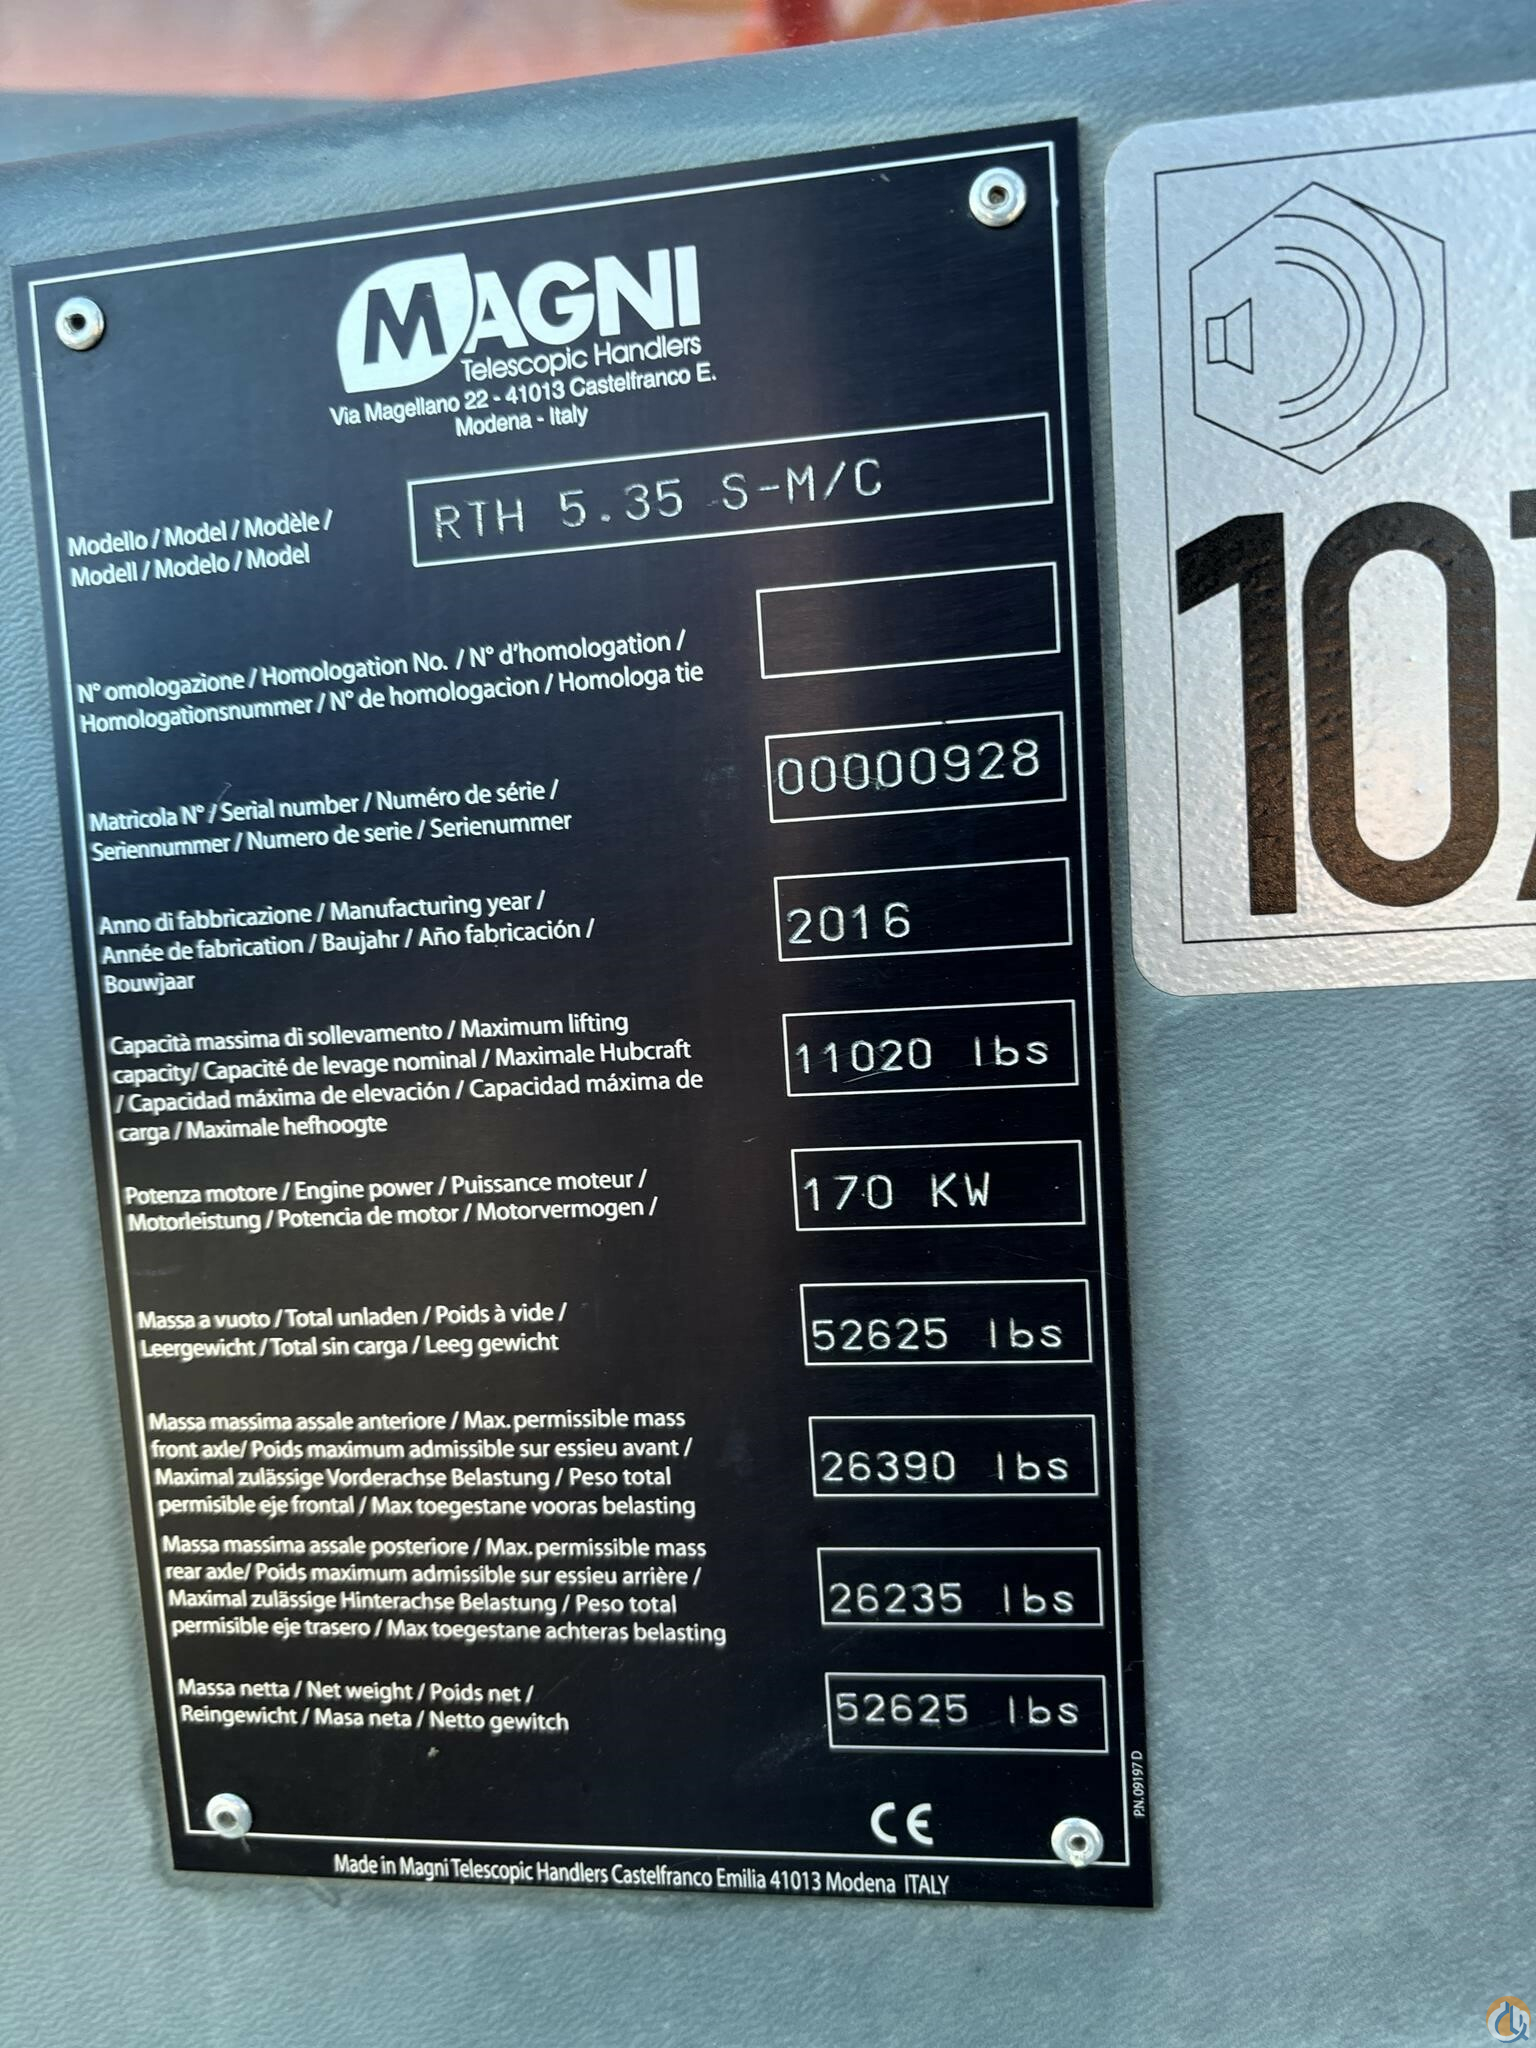 MAGNI
Telescopic Handlers
Via Magellano 22 - 41013 Castelfranco E.
Modena - Italy
Modello / Model / Modèle /
Modell / Modelo / Model
RTH 5.35 S-M/C
N° omologazione / Homologation No. / N° d'homologation /
Homologationsnummer / N° de homologacion / Homologa tie
Matricola N° / Serial number / Numéro de série /
Seriennummer / Numero de serie / Serienummer
00000928
Anno di fabbricazione / Manufacturing year /
Année de fabrication / Baujahr / Año fabricación /
Bouwjaar
2016
Capacità massima di sollevamento / Maximum lifting
capacity/ Capacité de levage nominal / Maximale Hubcraft
/ Capacidad máxima de elevación / Capacidad máxima de
carga / Maximale hefhoogte
11020 lbs
Potenza motore / Engine power / Puissance moteur /
Motorleistung / Potencia de motor / Motorvermogen /
170 KW
Massa a vuoto / Total unladen / Poids à vide /
Leergewicht / Total sin carga / Leeg gewicht
52625 lbs
Massa massima assale anteriore / Max. permissible mass
front axle/ Poids maximum admissible sur essieu avant /
Maximal zulässige Vorderachse Belastung / Peso total
permisible eje frontal / Max toegestane vooras belasting
26390 lbs
Massa massima assale posteriore / Max. permissible mass
rear axle/ Poids maximum admissible sur essieu arrière /
Maximal zulässige Hinterachse Belastung / Peso total
permisible eje trasero / Max toegestane achteras belasting
26235 lbs
Massa netta / Net weight / Poids net /
Reingewicht / Masa neta / Netto gewitch
52625 lbs
CE
P.N. 09197 D
Made in Magni Telescopic Handlers Castelfranco Emilia 41013 Modena ITALY
10